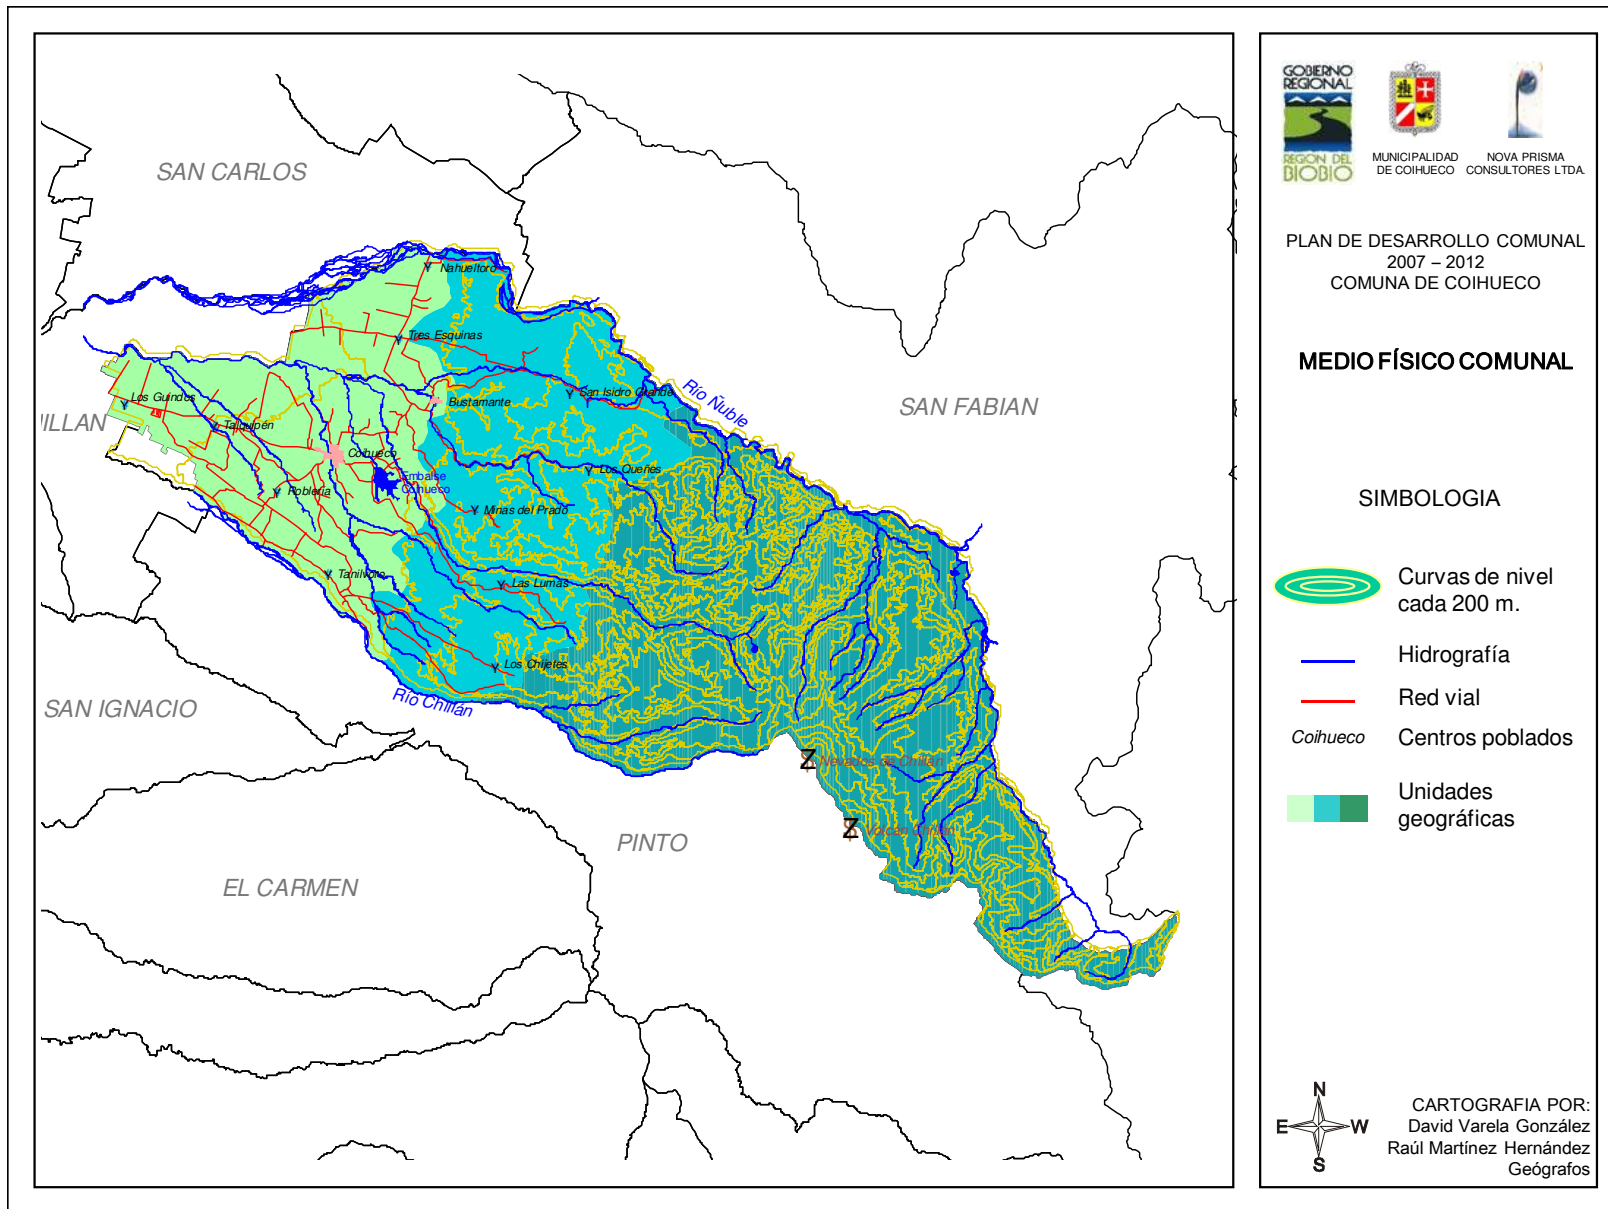 SAN CARLOS
Nahueltoro
Tres Esquinas
San Isidro Grande
Río Ñuble
SAN FABIAN
Los Guindos
Bustamante
ILLAN
Talquipén
Coihueco
Embalse
Coihueco
Los Queñes
Roblería
Minas del Prado
Tanilvoro
Las Lumas
Los Chijetes
Río Chillán
SAN IGNACIO
Nevados de Chillán
Volcán Chillán
PINTO
EL CARMEN
GOBIERNO
REGIONAL
REGION DEL
BIOBIO
MUNICIPALIDAD
DE COIHUECO
NOVA PRISMA
CONSULTORES LTDA.
PLAN DE DESARROLLO COMUNAL
2007 – 2012
COMUNA DE COIHUECO
MEDIO FÍSICO COMUNAL
SIMBOLOGIA
Curvas de nivel
cada 200 m.
Hidrografía
Red vial
Coihueco Centros poblados
Unidades
geográficas
N
E W
S
CARTOGRAFIA POR:
David Varela González
Raúl Martínez Hernández
Geógrafos